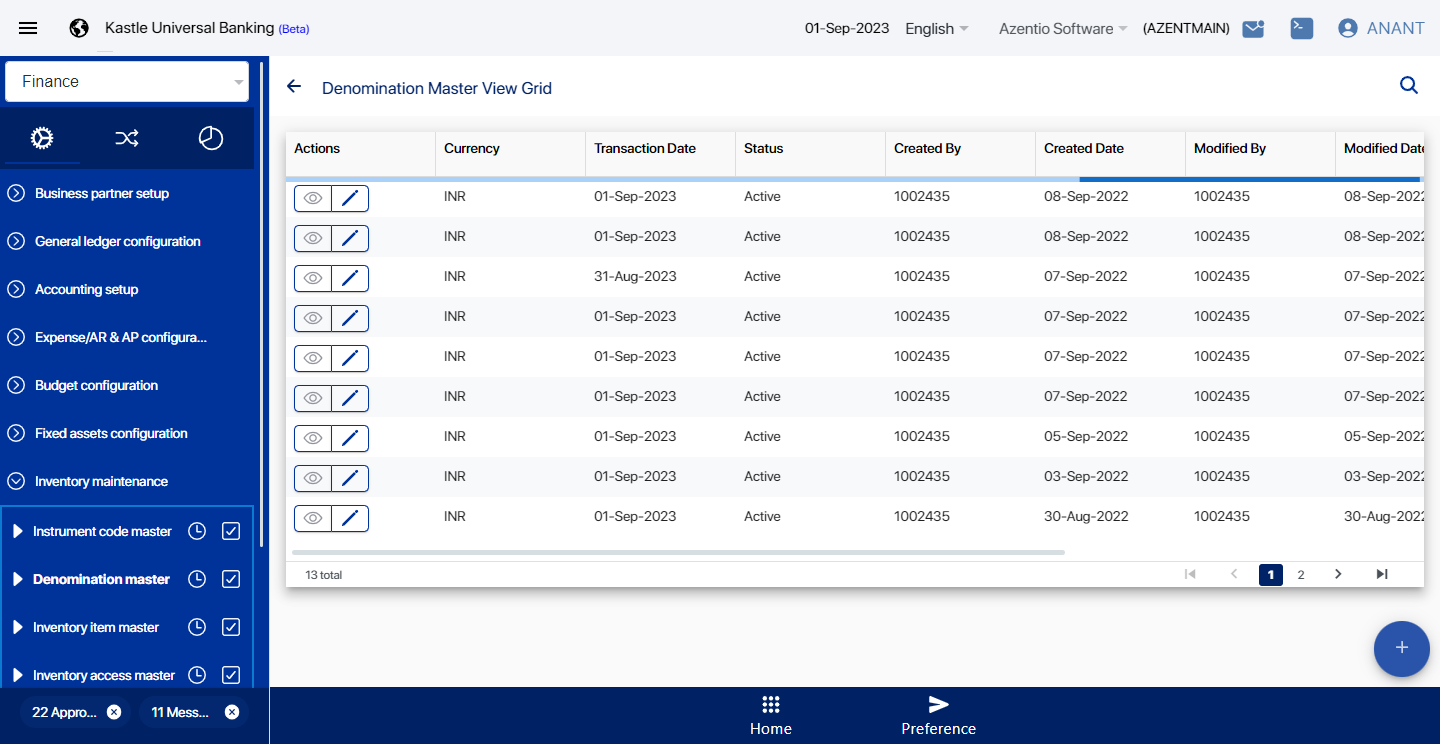 Kastle Universal Banking (Beta) 01-Sep-2023 English Azentio Software (AZENTMAIN) ANANT
Finance
Business partner setup
General ledger configuration
Accounting setup
Expense/AR & AP configura...
Budget configuration
Fixed assets configuration
Inventory maintenance
Instrument code master
Denomination master
Inventory item master
Inventory access master
22 Appro...
11 Mess...
Denomination Master View Grid
Actions Currency Transaction Date Status Created By Created Date Modified By Modified Date
INR 01-Sep-2023 Active 1002435 08-Sep-2022 1002435 08-Sep-2022
INR 01-Sep-2023 Active 1002435 08-Sep-2022 1002435 08-Sep-2022
INR 31-Aug-2023 Active 1002435 07-Sep-2022 1002435 07-Sep-2022
INR 01-Sep-2023 Active 1002435 07-Sep-2022 1002435 07-Sep-2022
INR 01-Sep-2023 Active 1002435 07-Sep-2022 1002435 07-Sep-2022
INR 01-Sep-2023 Active 1002435 07-Sep-2022 1002435 07-Sep-2022
INR 01-Sep-2023 Active 1002435 05-Sep-2022 1002435 05-Sep-2022
INR 01-Sep-2023 Active 1002435 03-Sep-2022 1002435 03-Sep-2022
INR 01-Sep-2023 Active 1002435 30-Aug-2022 1002435 30-Aug-2022
13 total 1 2
Home Preference